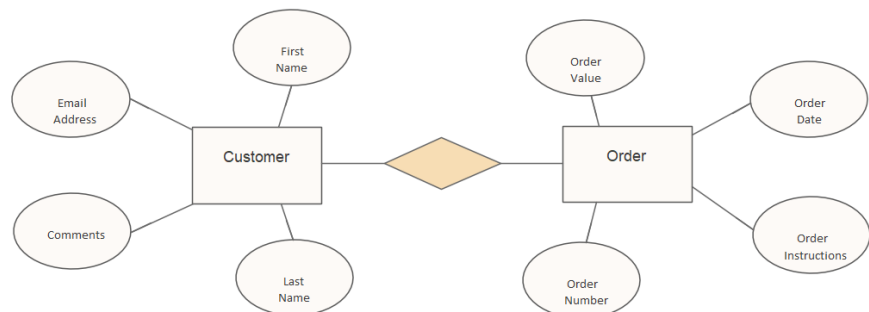 First
Name
Order
Value
Email
Address
Order
Date
Customer
Order
Comments
Order
Instructions
Last
Name
Order
Number